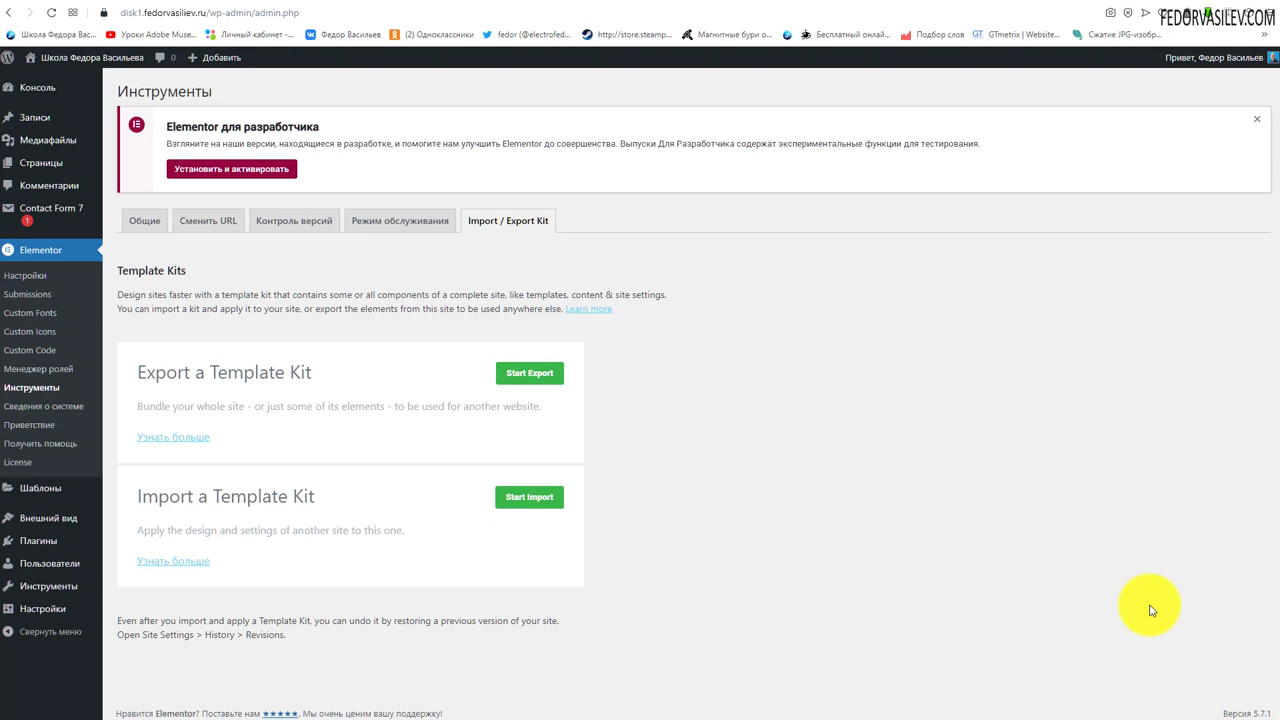 disk1.fedorvasiliev.ru/wp-admin/admin.php
FEDORVASILEV.COM
Школа Федора Вас...
Уроки Adobe Muse...
Личный кабинет -...
Федор Васильев
(2) Одноклассники
fedor (@electrofed...
http://store.steamp...
Магнитные бури о...
Бесплатный онлай...
Подбор слов
GTmetrix | Website...
Сжатие JPG-изобр...
Школа Федора Васильева
0
Добавить
Привет, Федор Васильев
Консоль
Записи
Медиафайлы
Страницы
Комментарии
Contact Form 7
1
Elementor
Настройки
Submissions
Custom Fonts
Custom Icons
Custom Code
Менеджер ролей
Инструменты
Сведения о системе
Приветствие
Получить помощь
License
Шаблоны
Внешний вид
Плагины
Пользователи
Инструменты
Настройки
Свернуть меню
Инструменты
Elementor для разработчика
Взгляните на наши версии, находящиеся в разработке, и помогите нам улучшить Elementor до совершенства. Выпуски Для Разработчика содержат экспериментальные функции для тестирования.
Установить и активировать
Общие
Сменить URL
Контроль версий
Режим обслуживания
Import / Export Kit
Template Kits
Design sites faster with a template kit that contains some or all components of a complete site, like templates, content & site settings.
You can import a kit and apply it to your site, or export the elements from this site to be used anywhere else. Learn more
Export a Template Kit
Start Export
Bundle your whole site - or just some of its elements - to be used for another website.
Узнать больше
Import a Template Kit
Start Import
Apply the design and settings of another site to this one.
Узнать больше
Even after you import and apply a Template Kit, you can undo it by restoring a previous version of your site.
Open Site Settings > History > Revisions.
Нравится Elementor? Поставьте нам ★★★★★. Мы очень ценим вашу поддержку!
Версия 5.7.1